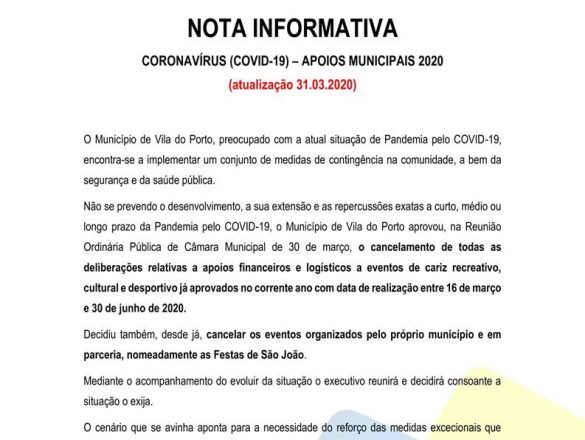 NOTA INFORMATIVA
CORONAVÍRUS (COVID-19) – APOIOS MUNICIPAIS 2020
(atualização 31.03.2020)
O Município de Vila do Porto, preocupado com a atual situação de Pandemia pelo COVID-19,
encontra-se a implementar um conjunto de medidas de contingência na comunidade, a bem da
segurança e da saúde pública.
Não se prevendo o desenvolvimento, a sua extensão e as repercussões exatas a curto, médio ou
longo prazo da Pandemia pelo COVID-19, o Município de Vila do Porto aprovou, na Reunião
Ordinária Pública de Câmara Municipal de 30 de março, o cancelamento de todas as
deliberações relativas a apoios financeiros e logísticos a eventos de cariz recreativo,
cultural e desportivo já aprovados no corrente ano com data de realização entre 16 de março
e 30 de junho de 2020.
Decidiu também, desde já, cancelar os eventos organizados pelo próprio município e em
parceria, nomeadamente as Festas de São João.
Mediante o acompanhamento do evoluir da situação o executivo reunirá e decidirá consoante a
situação o exija.
O cenário que se avinha aponta para a necessidade do reforço das medidas excecionais que